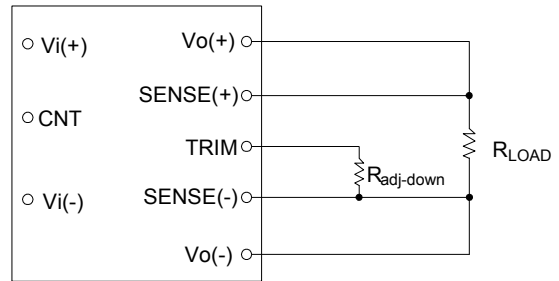 Vi(+)
CNT
Vi(-)
Vo(+)
SENSE(+)
TRIM
SENSE(-)
Vo(-)
Radj-down
RLOAD